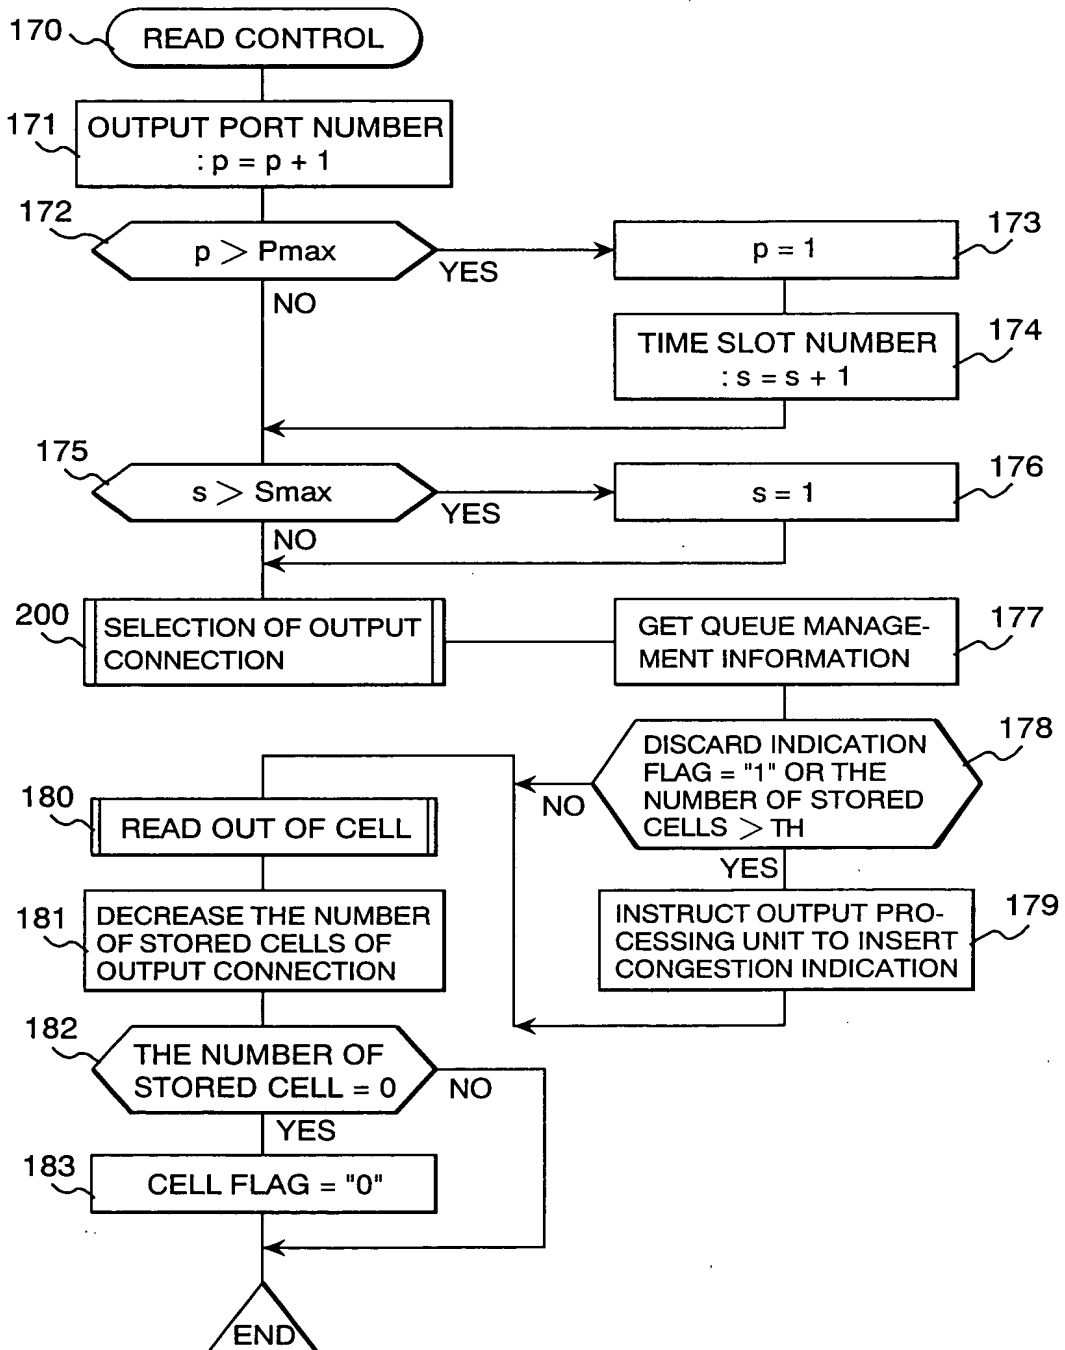 170
READ CONTROL
171
OUTPUT PORT NUMBER
: p = p + 1
172
p > Pmax
YES
NO
173
p = 1
174
TIME SLOT NUMBER
: s = s + 1
175
s > Smax
YES
NO
176
s = 1
200
SELECTION OF OUTPUT
CONNECTION
177
GET QUEUE MANAGE-
MENT INFORMATION
178
DISCARD INDICATION
FLAG = "1" OR THE
NUMBER OF STORED
CELLS > TH
NO
YES
179
INSTRUCT OUTPUT PRO-
CESSING UNIT TO INSERT
CONGESTION INDICATION
180
READ OUT OF CELL
181
DECREASE THE NUMBER
OF STORED CELLS OF
OUTPUT CONNECTION
182
THE NUMBER OF
STORED CELL = 0
NO
YES
183
CELL FLAG = "0"
END